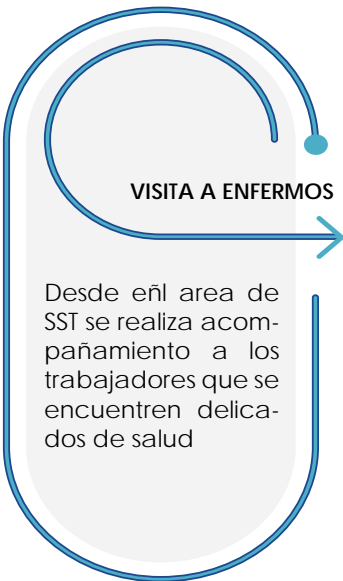 VISITA A ENFERMOS
Desde eñl area de
SST se realiza acom-
pañamiento a los
trabajadores que se
encuentren delica-
dos de salud